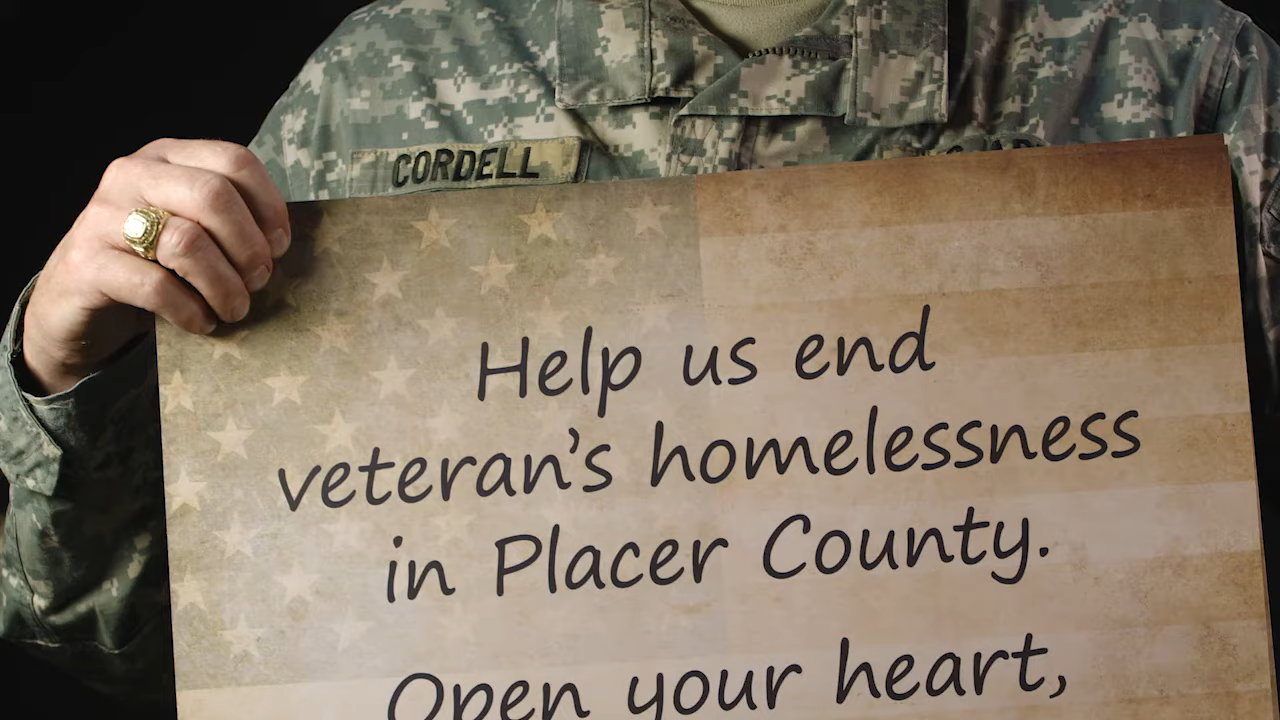 CORDELL
Help us end
veteran's homelessness
in Placer County.
Open your heart,